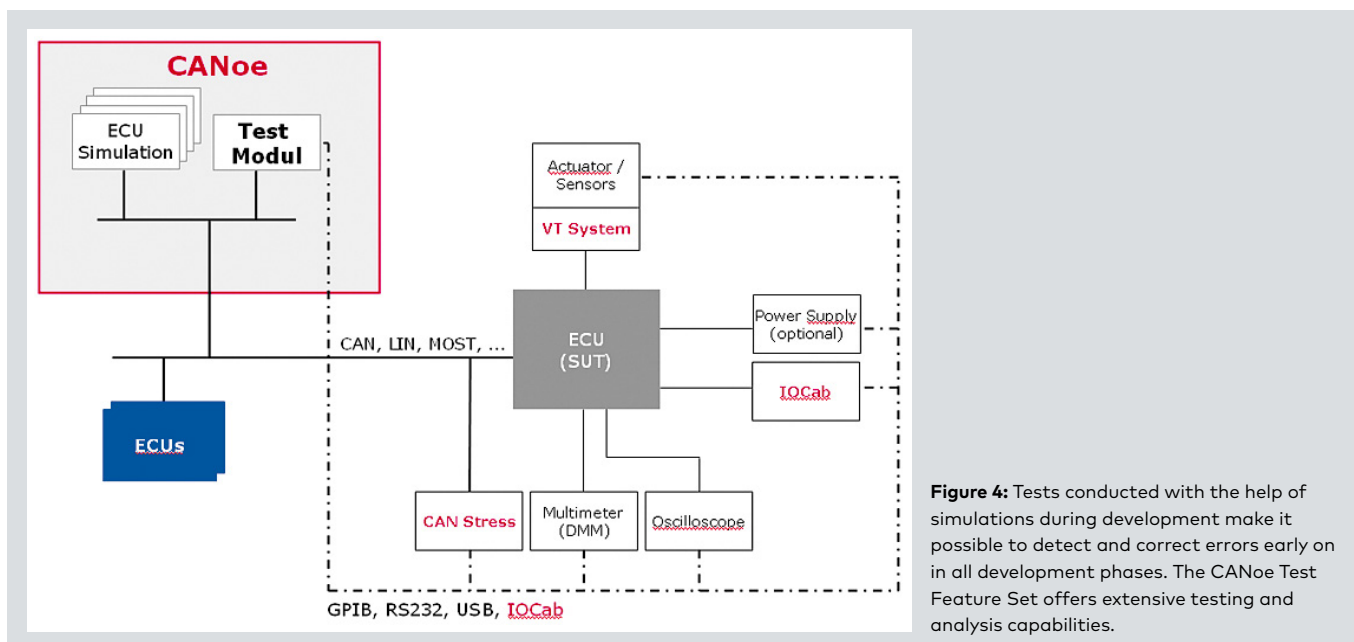 CANoe
ECU
Simulation
Test
Modul
Actuator /
Sensors
VT System
Power Supply
(optional)
ECU
(SUT)
CAN, LIN, MOST, ...
IOCab
ECUs
CAN Stress
Multimeter
(DMM)
Oscilloscope
GPIB, RS232, USB, IOCab
Figure 4: Tests conducted with the help of
simulations during development make it
possible to detect and correct errors early on
in all development phases. The CANoe Test
Feature Set offers extensive testing and
analysis capabilities.